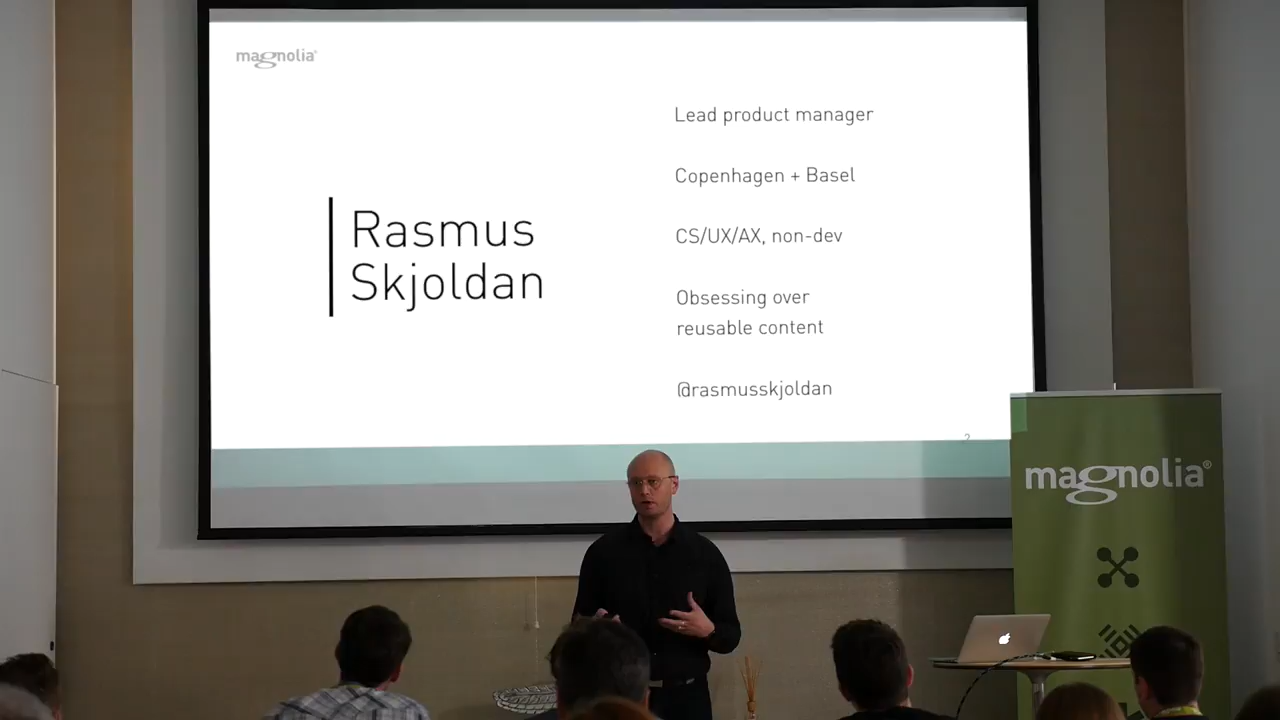 magnolia®
Rasmus
Skjoldan
Lead product manager
Copenhagen + Basel
CS/UX/AX, non-dev
Obsessing over
reusable content
@rasmusskjoldan
2
magnolia®